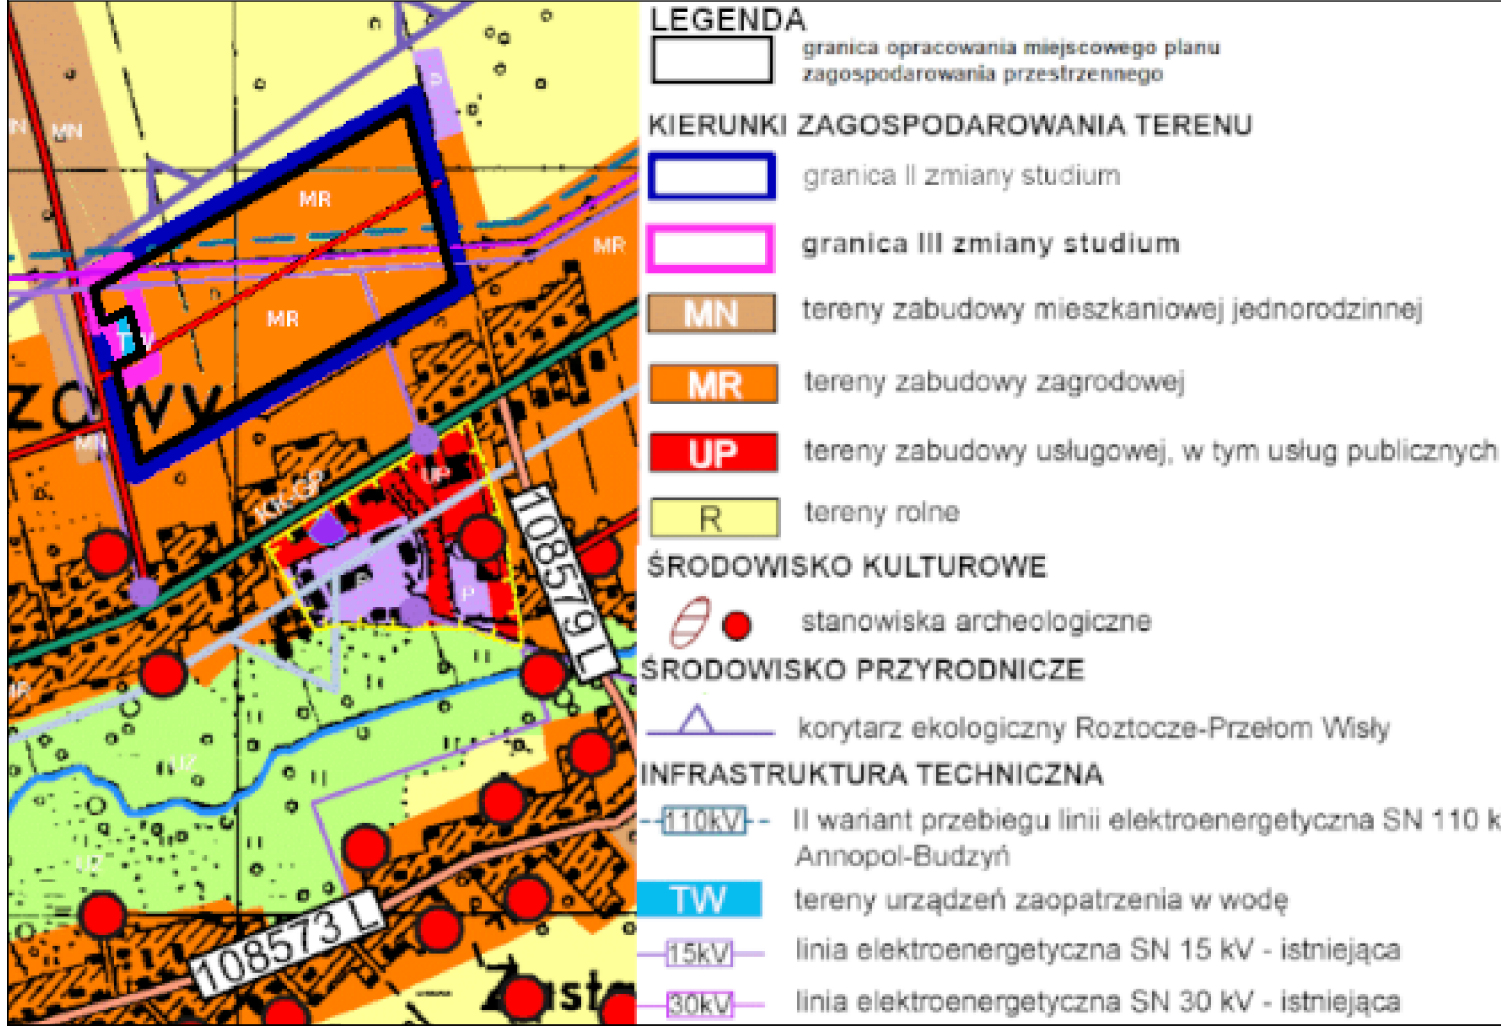 LEGENDA
granica opracowania miejscowego planu
zagospodarowania przestrzennego
KIERUNKI ZAGOSPODAROWANIA TERENU
granica II zmiany studium
granica III zmiany studium
MN tereny zabudowy mieszkaniowej jednorodzinnej
MR tereny zabudowy zagrodowej
UP tereny zabudowy usługowej, w tym usług publicznych
R tereny rolne
ŚRODOWISKO KULTUROWE
stanowiska archeologiczne
ŚRODOWISKO PRZYRODNICZE
korytarz ekologiczny Roztocze-Przełom Wisły
INFRASTRUKTURA TECHNICZNA
110kV II wariant przebiegu linii elektroenergetyczna SN 110 k
Annopol-Budzyń
TW tereny urządzeń zaopatrzenia w wodę
15kV linia elektroenergetyczna SN 15 kV - istniejąca
30kV linia elektroenergetyczna SN 30 kV - istniejąca
P
MN
MR
MR
MR
TW
zowy
MN
UP
KK-GP
108579 L
P
UZ
UZ
108573 L
Zasta